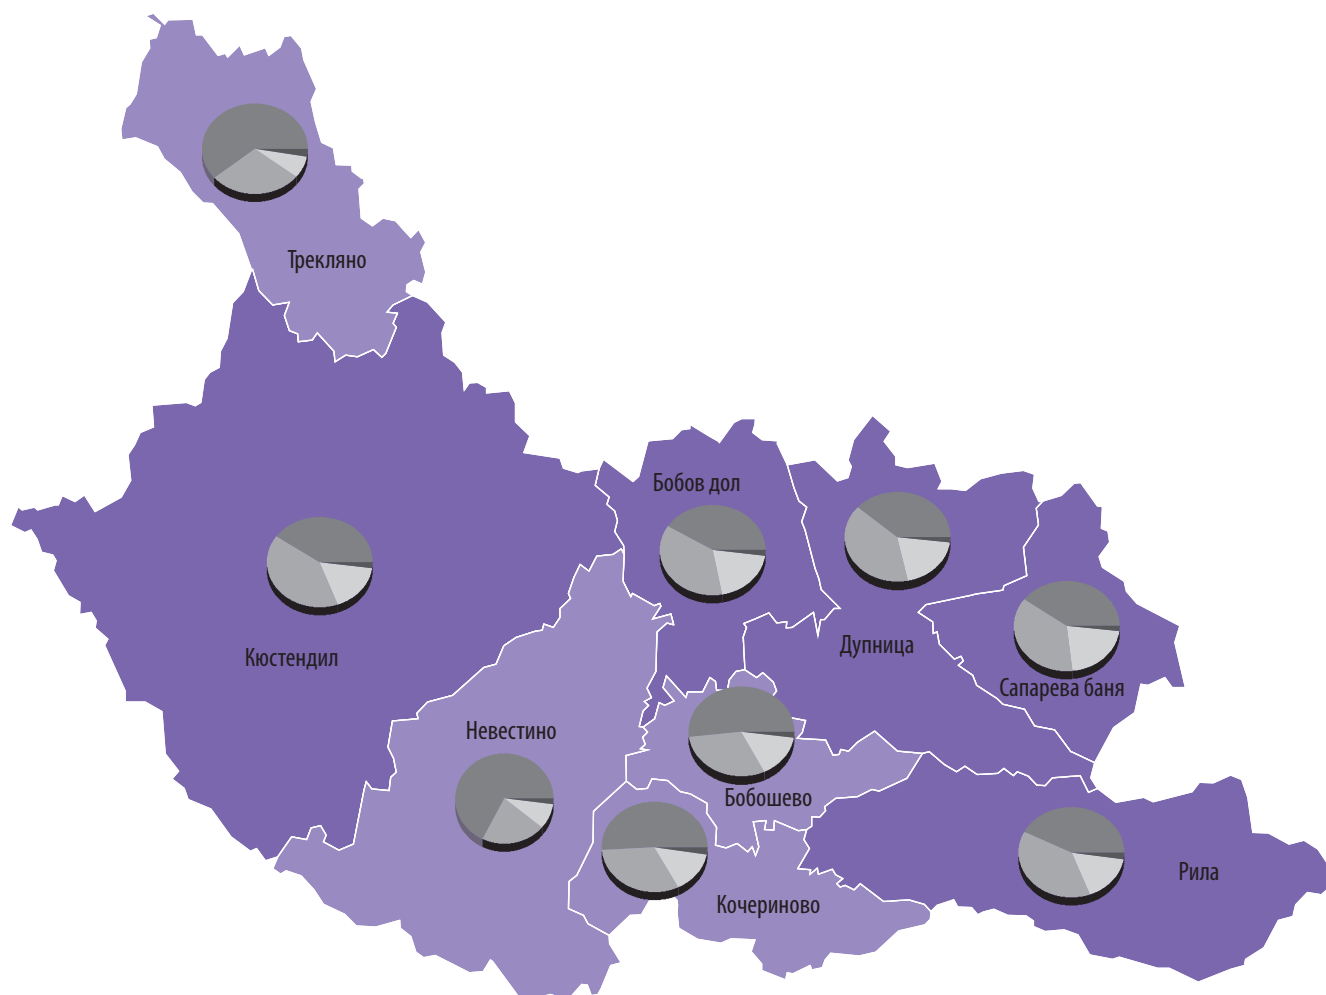 Трекляно
Бобов дол
Дупница
Кюстендил
Сапарева баня
Невестино
Бобошево
Рила
Кочериново